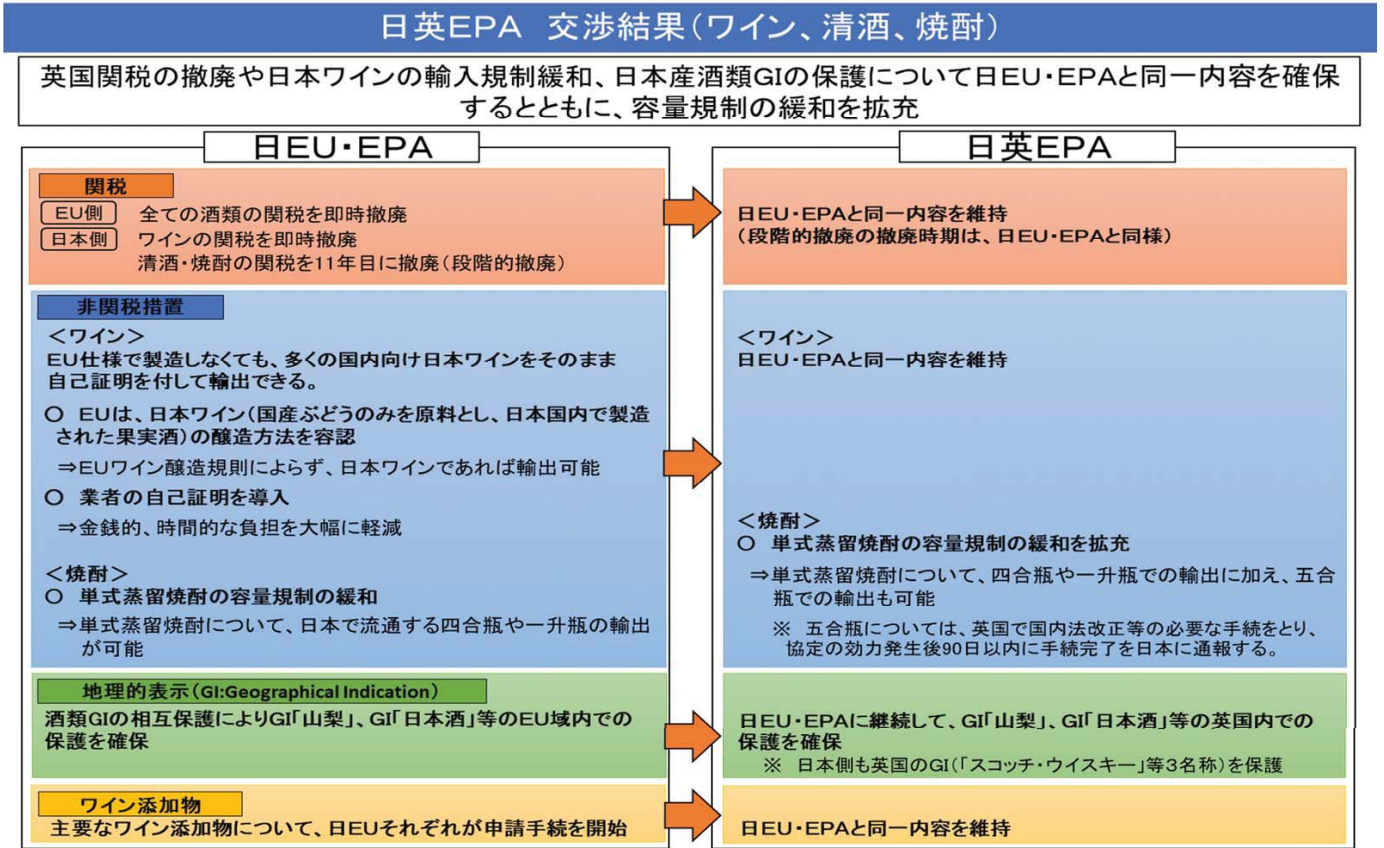 日英EPA 交渉結果(ワイン、清酒、焼酎)
英国関税の撤廃や日本ワインの輸入規制緩和、日本産酒類GIの保護について日EU・EPAと同一内容を確保
するとともに、容量規制の緩和を拡充
日EU・EPA
関税
EU側 全ての酒類の関税を即時撤廃
日本側 ワインの関税を即時撤廃
清酒・焼酎の関税を11年目に撤廃(段階的撤廃)
非関税措置
<ワイン>
EU仕様で製造しなくても、多くの国内向け日本ワインをそのまま
自己証明を付して輸出できる。
○ EUは、日本ワイン(国産ぶどうのみを原料とし、日本国内で製造
された果実酒)の醸造方法を容認
⇒EUワイン醸造規則によらず、日本ワインであれば輸出可能
○ 業者の自己証明を導入
⇒金銭的、時間的な負担を大幅に軽減
<焼酎>
○ 単式蒸留焼酎の容量規制の緩和
⇒単式蒸留焼酎について、日本で流通する四合瓶や一升瓶の輸出
が可能
地理的表示(GI:Geographical Indication)
酒類GIの相互保護によりGI「山梨」、GI「日本酒」等のEU域内での
保護を確保
ワイン添加物
主要なワイン添加物について、日EUそれぞれが申請手続を開始
日英EPA
日EU・EPAと同一内容を維持
(段階的撤廃の撤廃時期は、日EU・EPAと同様)
<ワイン>
日EU・EPAと同一内容を維持
<焼酎>
○ 単式蒸留焼酎の容量規制の緩和を拡充
⇒単式蒸留焼酎について、四合瓶や一升瓶での輸出に加え、五合
瓶での輸出も可能
※ 五合瓶については、英国で国内法改正等の必要な手続をとり、
協定の効力発生後90日以内に手続完了を日本に通報する。
日EU・EPAに継続して、GI「山梨」、GI「日本酒」等の英国内での
保護を確保
※ 日本側も英国のGI(「スコッチ・ウイスキー」等3名称)を保護
日EU・EPAと同一内容を維持